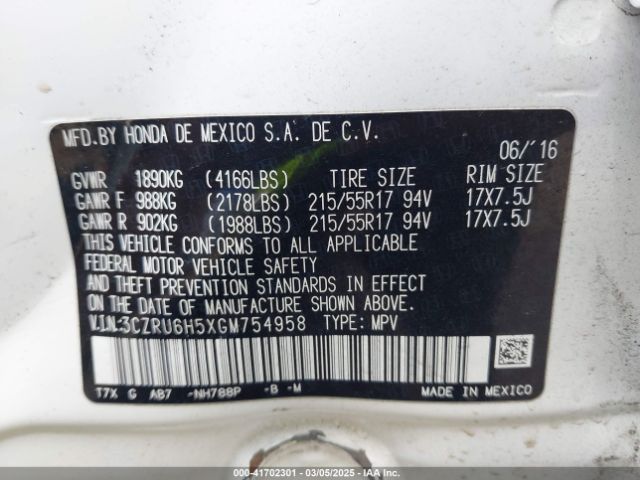 MFD.BY HONDA DE MEXICO S.A. DE C.V.
06/'16
GVWR 1890KG (4166LBS) TIRE SIZE RIM SIZE
GAWR F 988KG (2178LBS) 215/55R17 94V 17X7.5J
GAWR R 902KG (1988LBS) 215/55R17 94V 17X7.5J
THIS VEHICLE CONFORMS TO ALL APPLICABLE
FEDERAL MOTOR VEHICLE SAFETY
AND THEFT PREVENTION STANDARDS IN EFFECT
ON THE DATE OF MANUFACTURE SHOWN ABOVE.
V.I.N.:3CZRU6H5XGM754958 TYPE: MPV
T7X G AB7 -NH788P -B -M MADE IN MEXICO
000-41702301 - 03/05/2025 - IAA Inc.